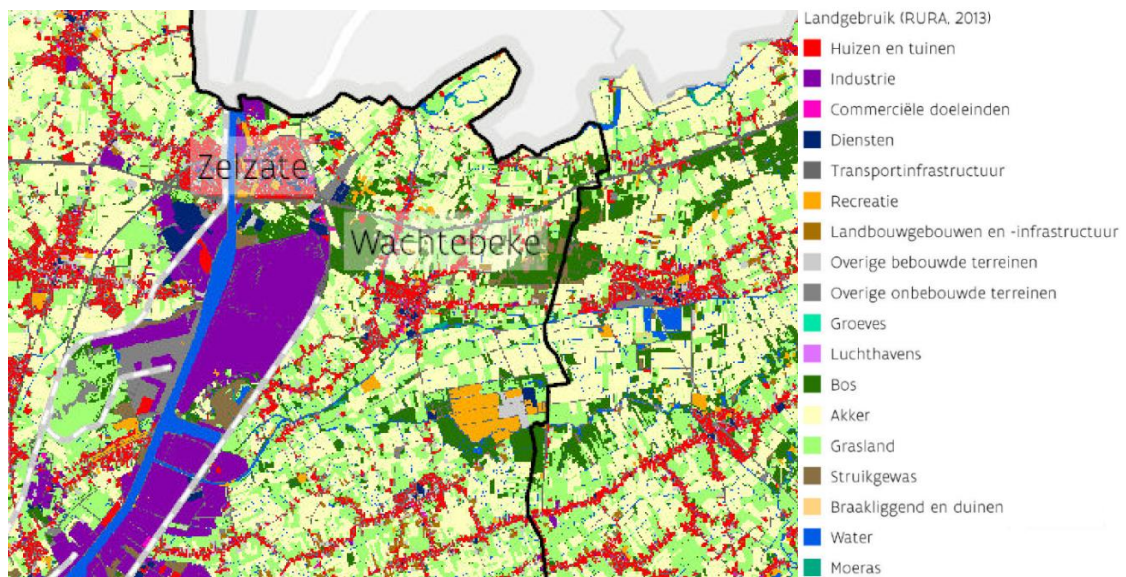 Zelzate
Wachtebeke
Landgebruik (RURA, 2013)
Huizen en tuinen
Industrie
Commerciële doeleinden
Diensten
Transportinfrastructuur
Recreatie
Landbouwgebouwen en -infrastructuur
Overige bebouwde terreinen
Overige onbebouwde terreinen
Groeves
Luchthavens
Bos
Akker
Grasland
Struikgewas
Braakliggend en duinen
Water
Moeras